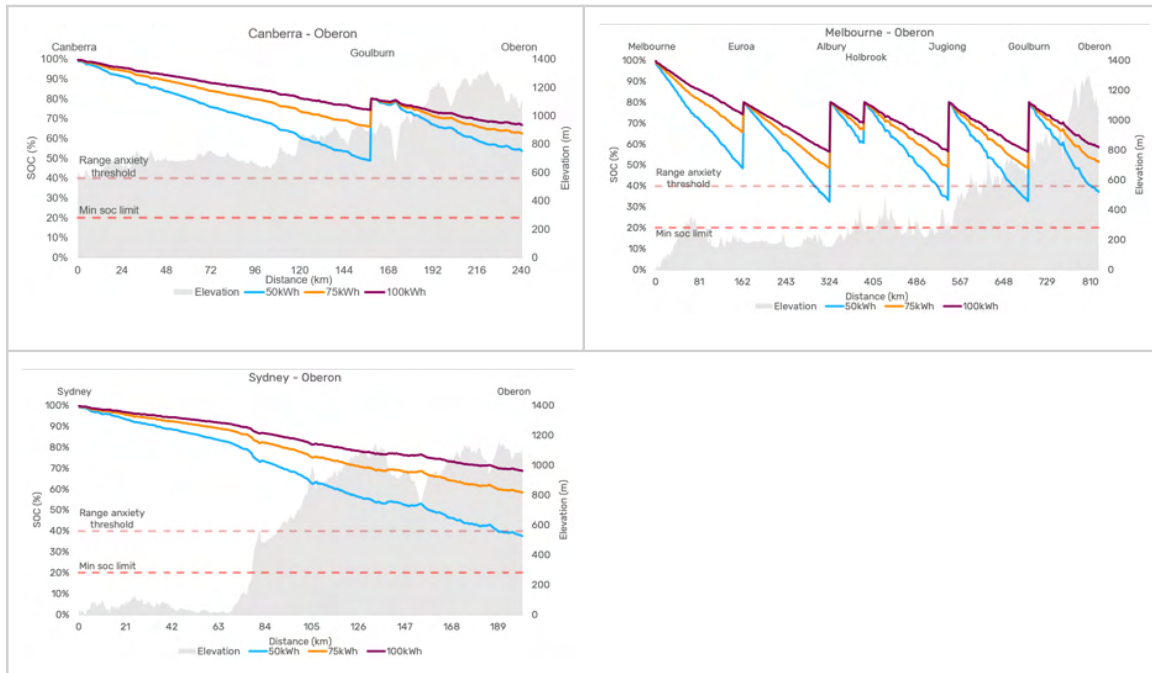 Canberra - Oberon
Canberra
Goulburn
Oberon
100%
90%
80%
70%
60%
50%
40%
30%
20%
10%
0%
SOC (%)
Range anxiety
threshold
Min soc limit
1400
1200
1000
800
600
400
200
0
Elevation (m)
0 24 48 72 96 120 144 168 192 216 240
Distance (km)
Elevation 50kWh 75kWh 100kWh
Melbourne - Oberon
Melbourne Euroa Albury Jugiong Goulburn Oberon
Holbrook
100%
90%
80%
70%
60%
50%
40%
30%
20%
10%
0%
SOC (%)
Range anxiety
threshold
Min soc limit
1400
1200
1000
800
600
400
200
0
Elevation (m)
0 81 162 243 324 405 486 567 648 729 810
Distance (km)
Elevation 50kWh 75kWh 100kWh
Sydney - Oberon
Sydney
Oberon
100%
90%
80%
70%
60%
50%
40%
30%
20%
10%
0%
SOC (%)
Range anxiety
threshold
Min soc limit
1400
1200
1000
800
600
400
200
0
Elevation (m)
0 21 42 63 84 105 126 147 168 189
Distance (km)
Elevation 50kWh 75kWh 100kWh